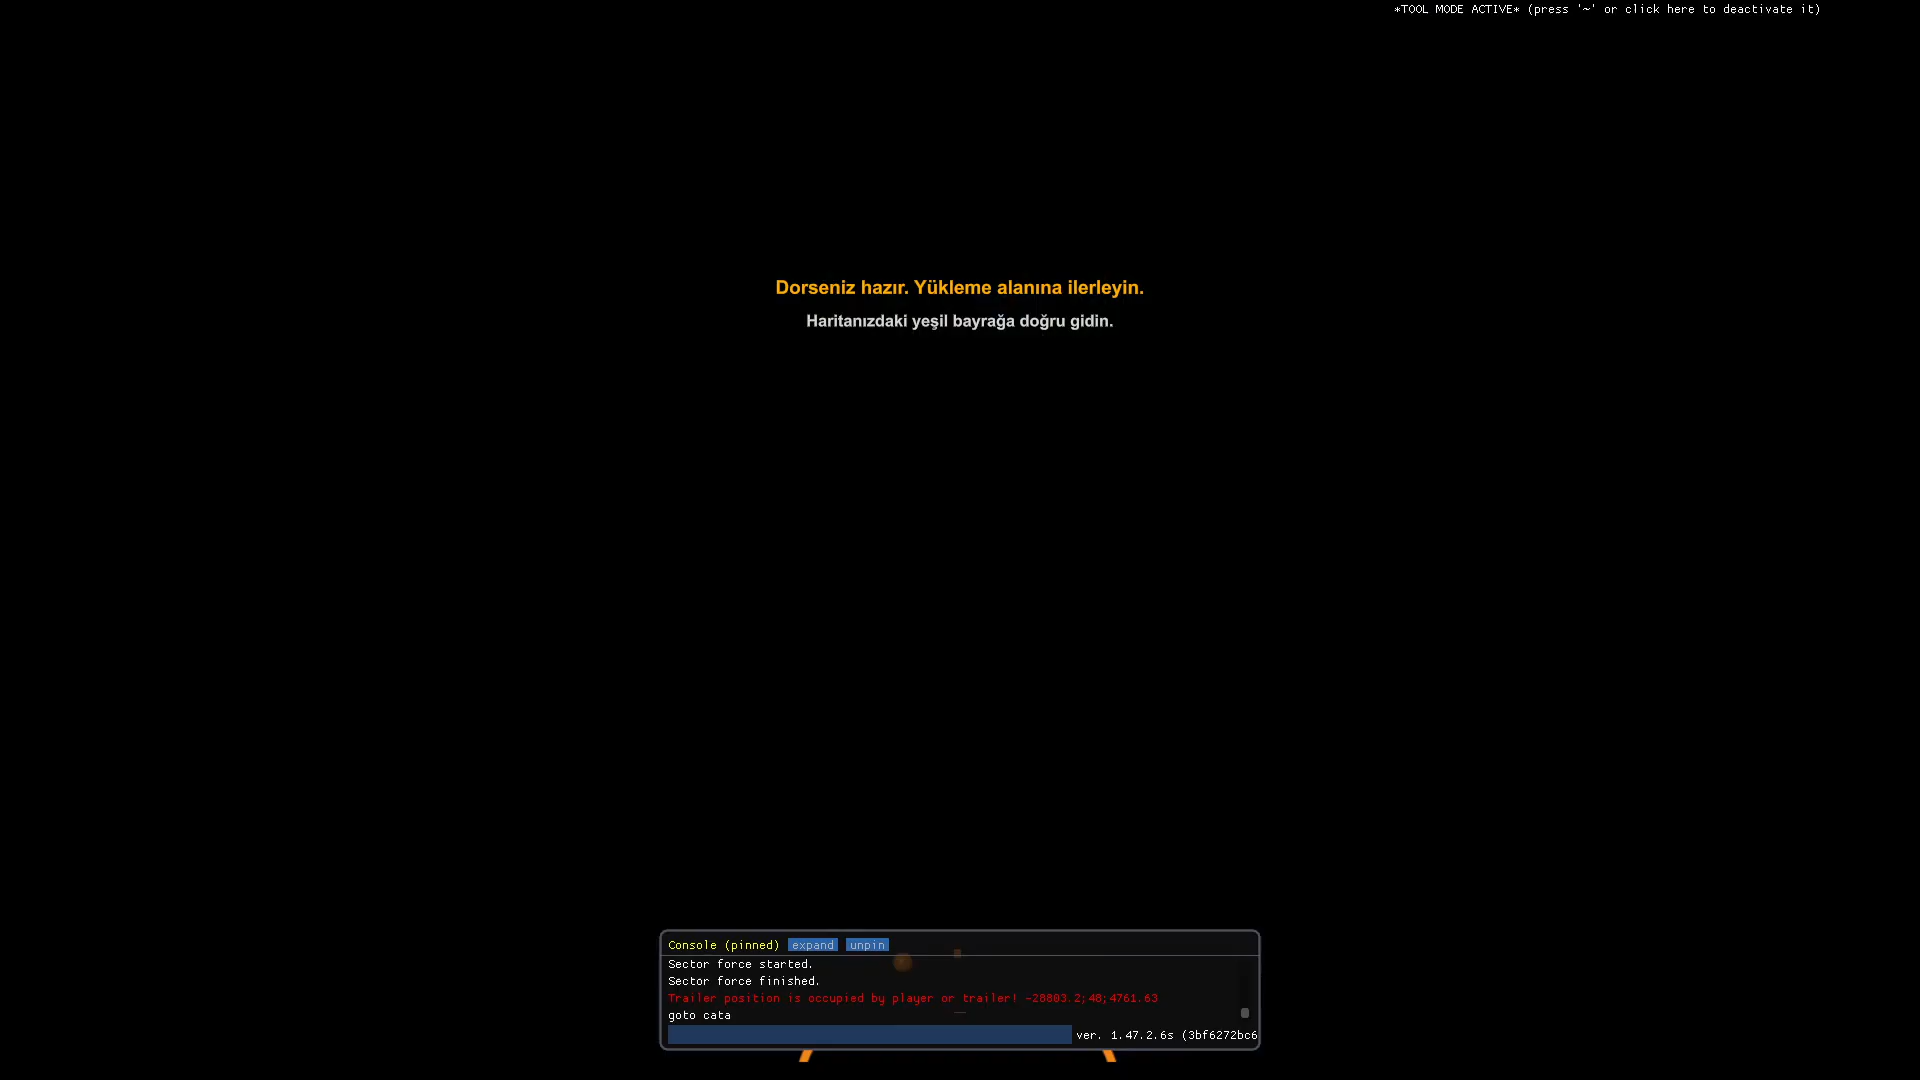 *TOOL MODE ACTIVE* (press '~' or click here to deactivate it)
Dorseniz hazır. Yükleme alanına ilerleyin.
Haritanızdaki yeşil bayrağa doğru gidin.
Console (pinned) expand unpin
Sector force started.
Sector force finished.
Trailer position is occupied by player or trailer! -28803.2;48;4761.63
goto cata
ver. 1.47.2.6s (3bf6272bc6